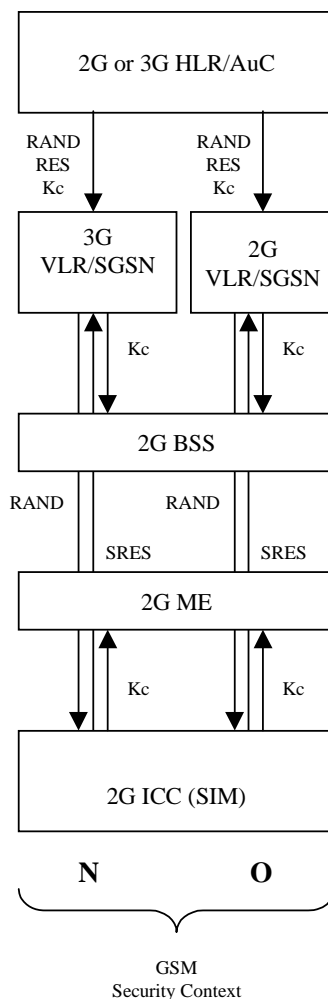 2G or 3G HLR/AuC
RAND
RES
Kc
RAND
RES
Kc
3G
VLR/SGSN
2G
VLR/SGSN
Kc
Kc
2G BSS
RAND
RAND
SRES
SRES
2G ME
Kc
Kc
2G ICC (SIM)
N
O
GSM
Security Context